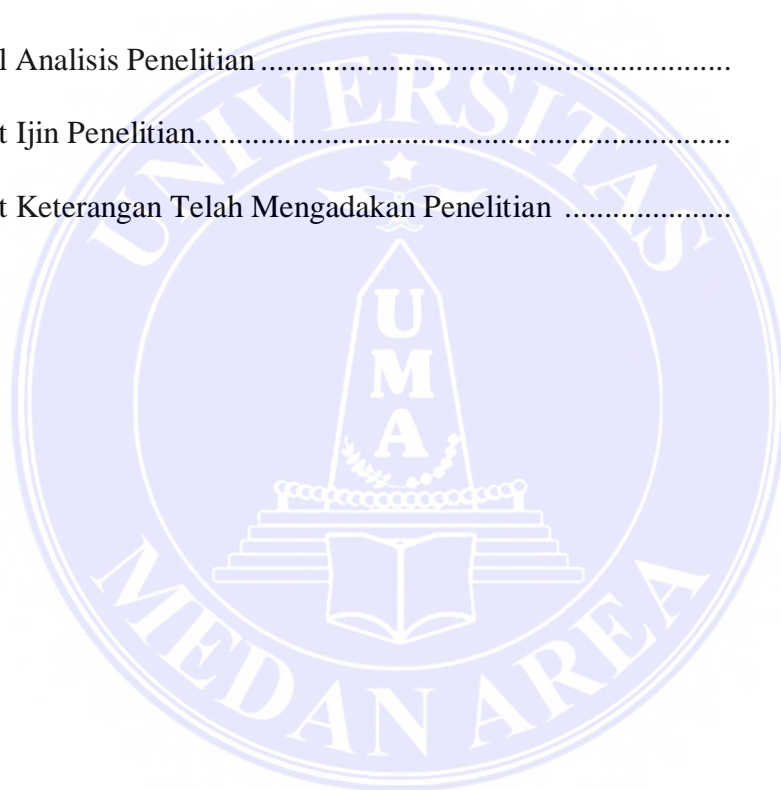 l Analisis Penelitian ..........................................................
t Ijin Penelitian..................................................................
t Keterangan Telah Mengadakan Penelitian .....................
UNIVERSITAS
UMA
MEDAN AREA